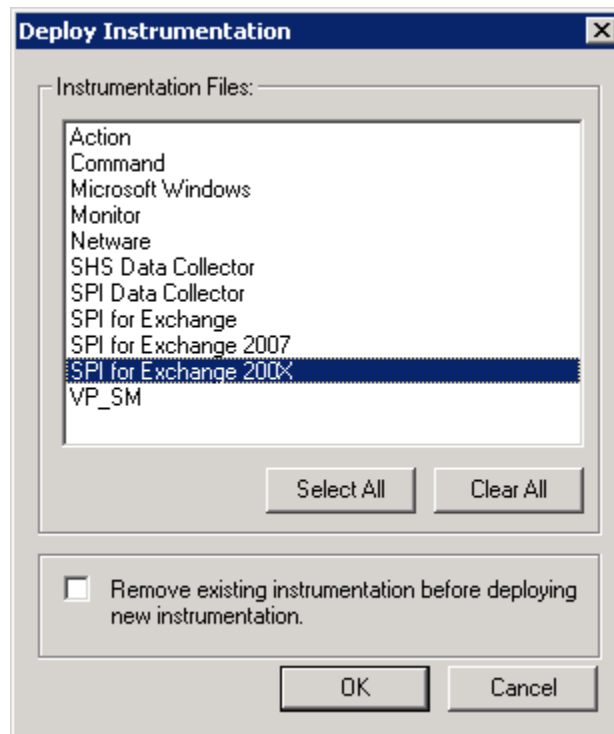 Deploy Instrumentation
Instrumentation Files:
Action
Command
Microsoft Windows
Monitor
Netware
SHS Data Collector
SPI Data Collector
SPI for Exchange
SPI for Exchange 2007
SPI for Exchange 200X
VP_SM
Select All
Clear All
Remove existing instrumentation before deploying
new instrumentation.
OK
Cancel